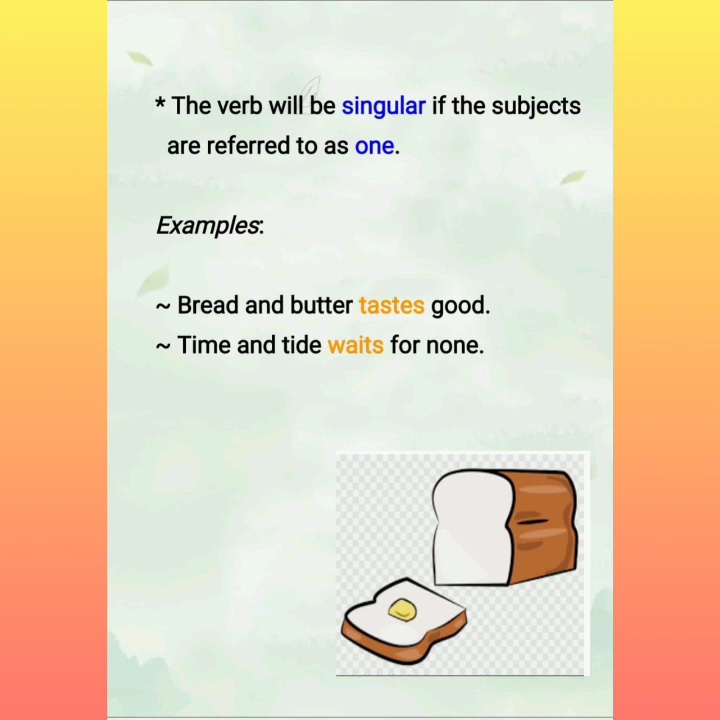 * The verb will be singular if the subjects
are referred to as one.
Examples:
~ Bread and butter tastes good.
~ Time and tide waits for none.